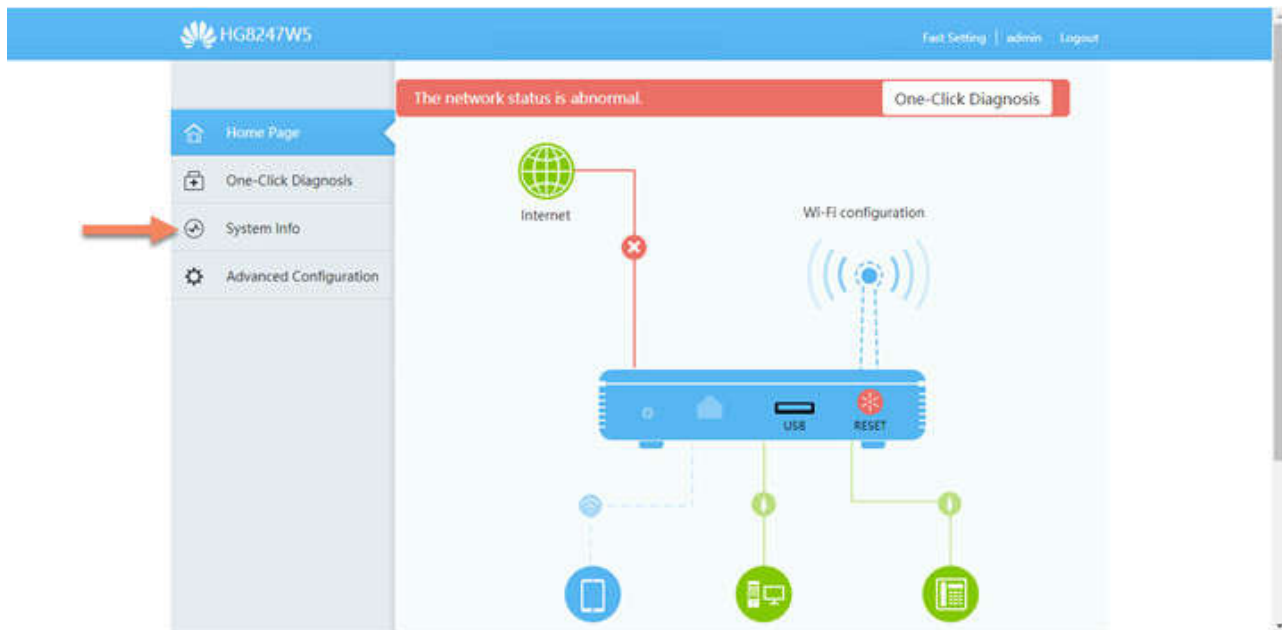 HG8247W5
Fast Setting | admin Logout
The network status is abnormal.
One-Click Diagnosis
Home Page
One-Click Diagnosis
System Info
Advanced Configuration
Internet
Wi-Fi configuration
USB
RESET